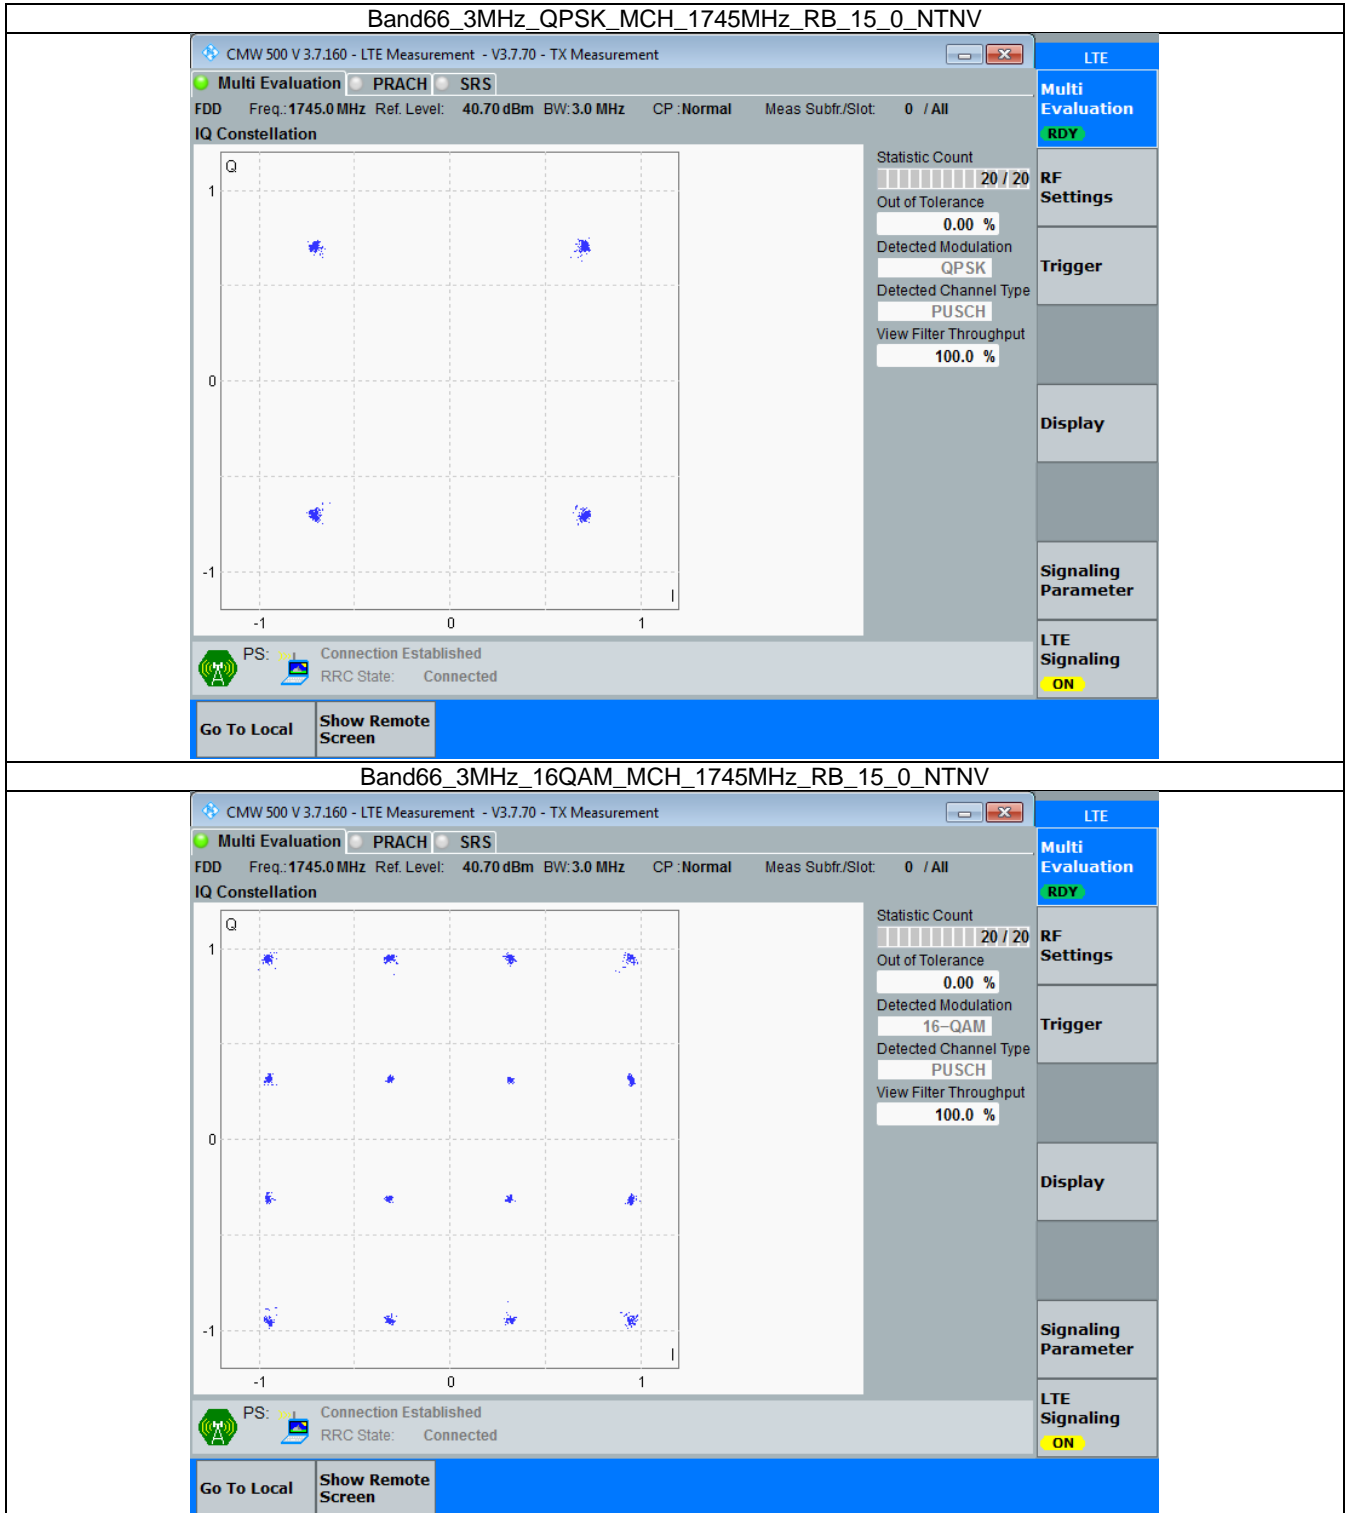 Band66_3MHz_QPSK_MCH_1745MHz_RB_15_0_NTNV
CMW 500 V 3.7.160 - LTE Measurement - V3.7.70 - TX Measurement
LTE
Multi Evaluation PRACH SRS
Multi
Evaluation
RDY
FDD Freq.: 1745.0 MHz Ref. Level: 40.70 dBm BW: 3.0 MHz CP : Normal Meas Subfr./Slot: 0 / All
IQ Constellation
Q
1
0
-1
I
-1 0 1
Statistic Count
20 / 20
Out of Tolerance
0.00 %
Detected Modulation
QPSK
Detected Channel Type
PUSCH
View Filter Throughput
100.0 %
RF
Settings
Trigger
Display
Signaling
Parameter
LTE
Signaling
ON
PS: Connection Established
RRC State: Connected
Go To Local
Show Remote
Screen
Band66_3MHz_16QAM_MCH_1745MHz_RB_15_0_NTNV
CMW 500 V 3.7.160 - LTE Measurement - V3.7.70 - TX Measurement
LTE
Multi Evaluation PRACH SRS
Multi
Evaluation
RDY
FDD Freq.: 1745.0 MHz Ref. Level: 40.70 dBm BW: 3.0 MHz CP : Normal Meas Subfr./Slot: 0 / All
IQ Constellation
Q
1
0
-1
I
-1 0 1
Statistic Count
20 / 20
Out of Tolerance
0.00 %
Detected Modulation
16-QAM
Detected Channel Type
PUSCH
View Filter Throughput
100.0 %
RF
Settings
Trigger
Display
Signaling
Parameter
LTE
Signaling
ON
PS: Connection Established
RRC State: Connected
Go To Local
Show Remote
Screen